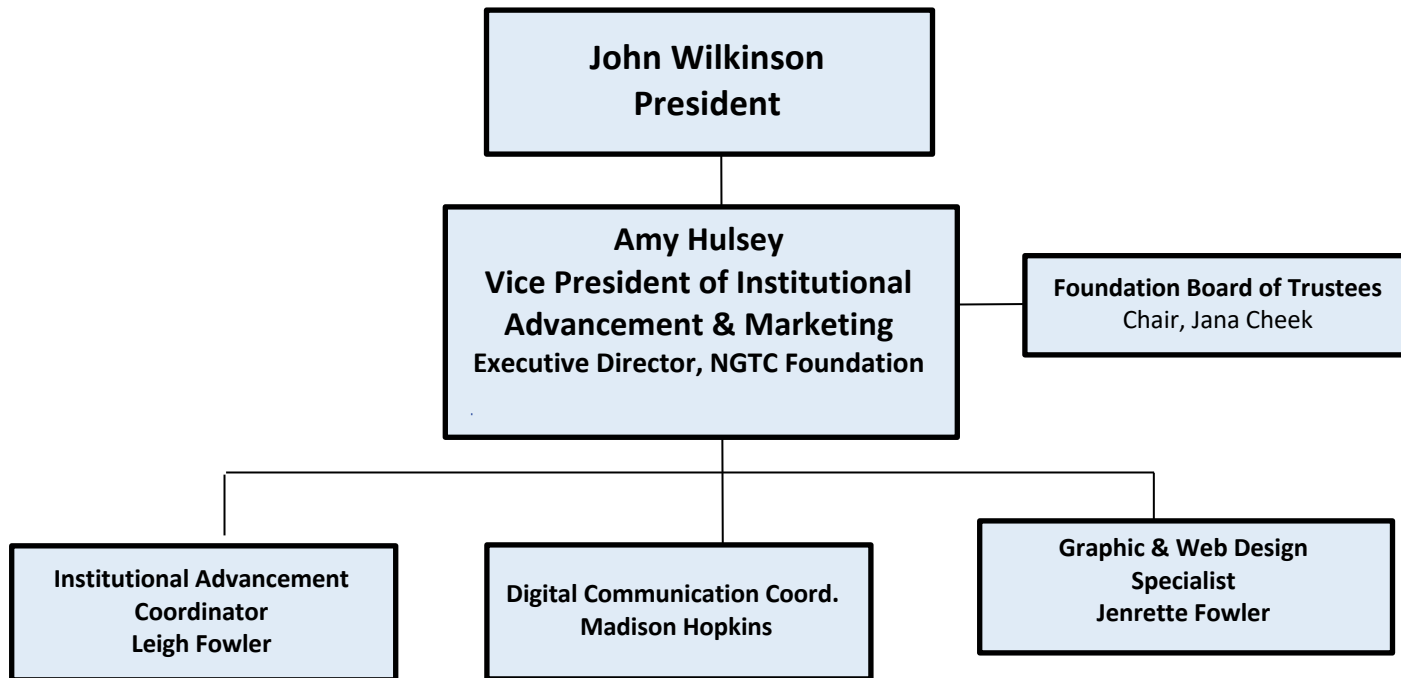 John Wilkinson
President
Amy Hulsey
Vice President of Institutional
Advancement & Marketing
Executive Director, NGTC Foundation
.
Foundation Board of Trustees
Chair, Jana Cheek
Institutional Advancement
Coordinator
Leigh Fowler
Digital Communication Coord.
Madison Hopkins
Graphic & Web Design
Specialist
Jenrette Fowler